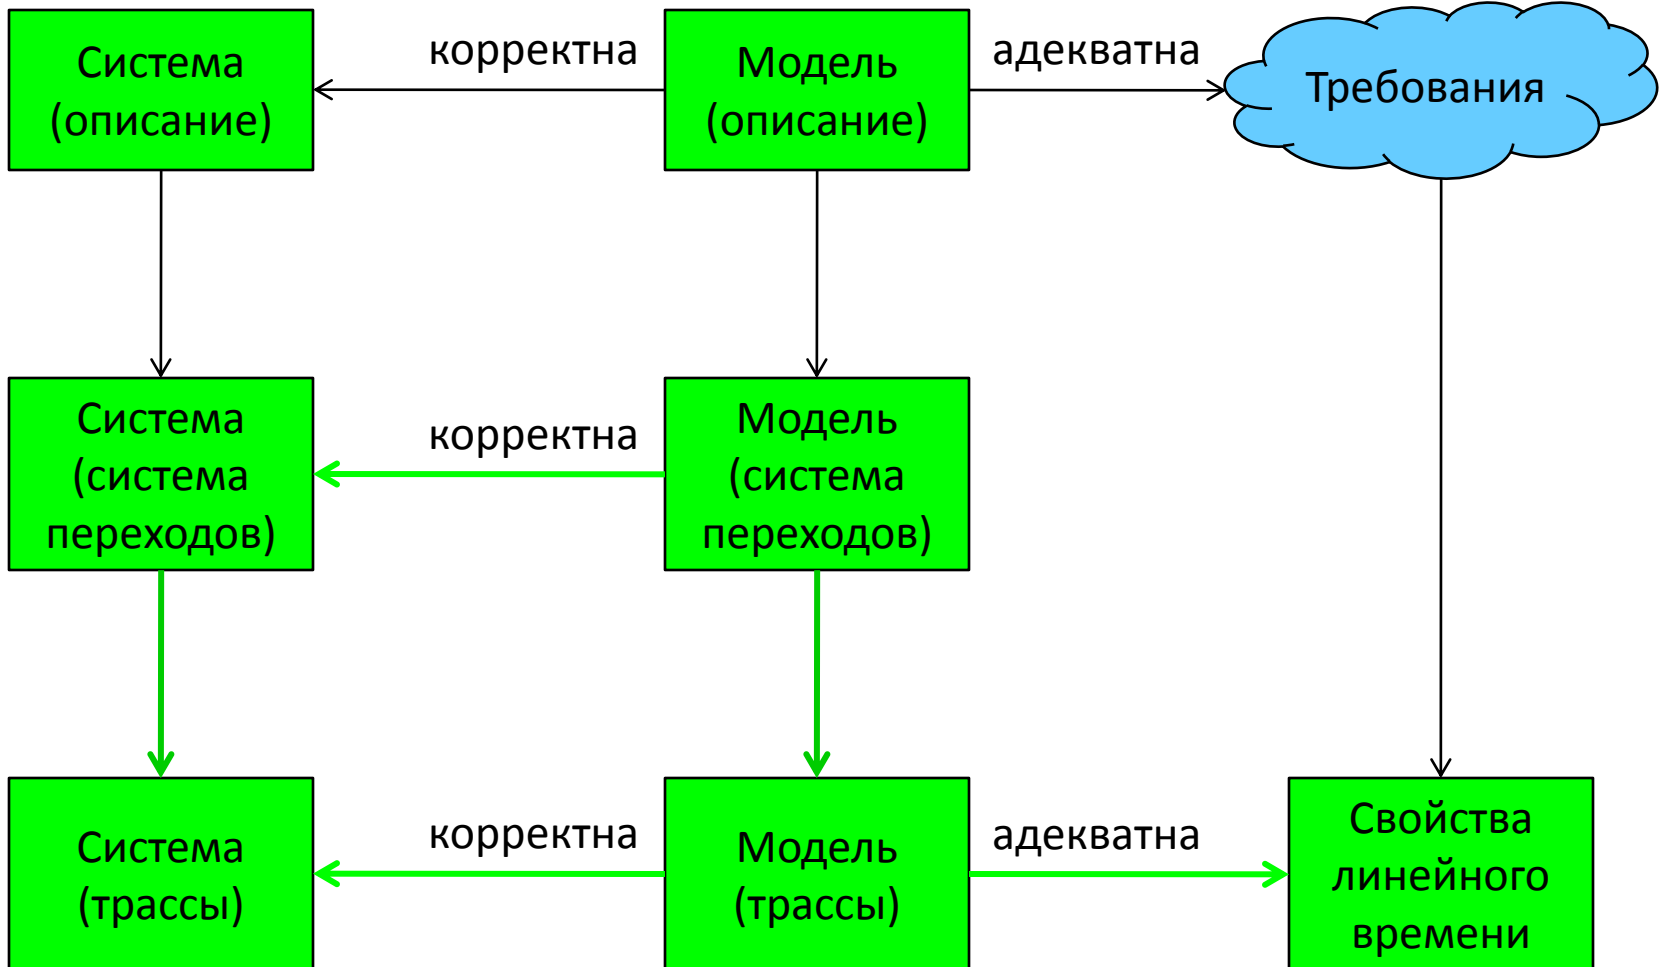 Система
(описание)
корректна
Модель
(описание)
адекватна
Требования
Система
(система
переходов)
корректна
Модель
(система
переходов)
Система
(трассы)
корректна
Модель
(трассы)
адекватна
Свойства
линейного
времени